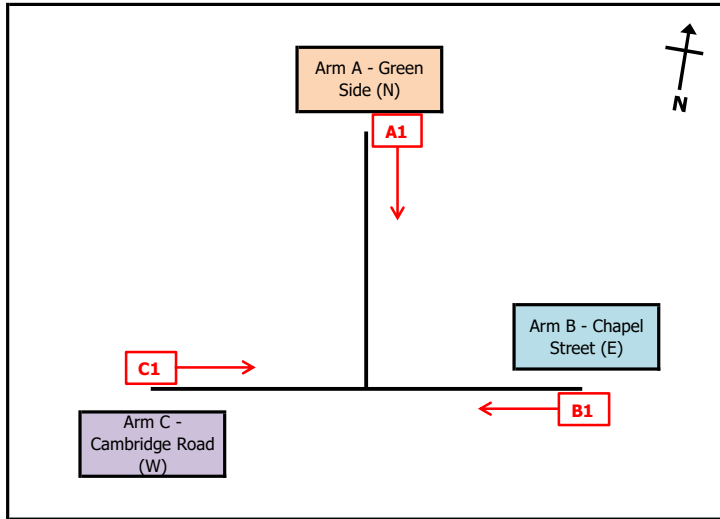 Arm A - Green
Side (N)
A1
N
Arm B - Chapel
Street (E)
C1
B1
Arm C -
Cambridge Road
(W)